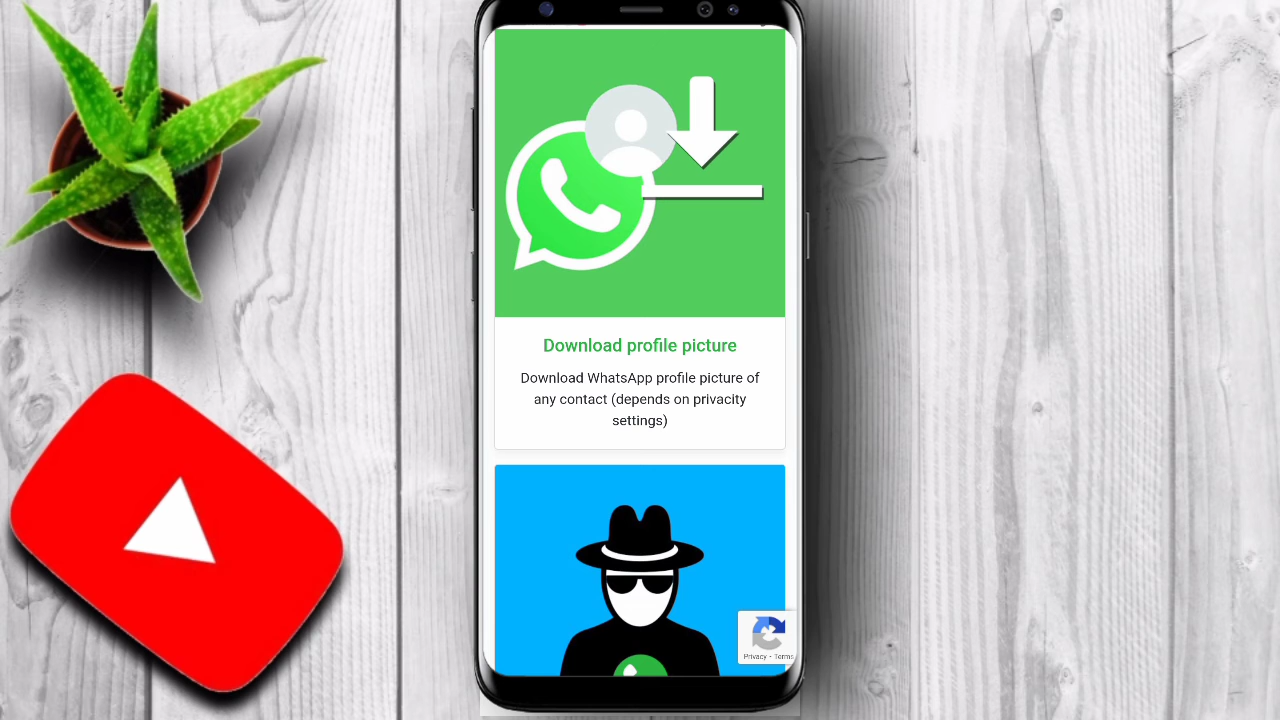 Download profile picture
Download WhatsApp profile picture of
any contact (depends on privacity
settings)
Privacy - Terms